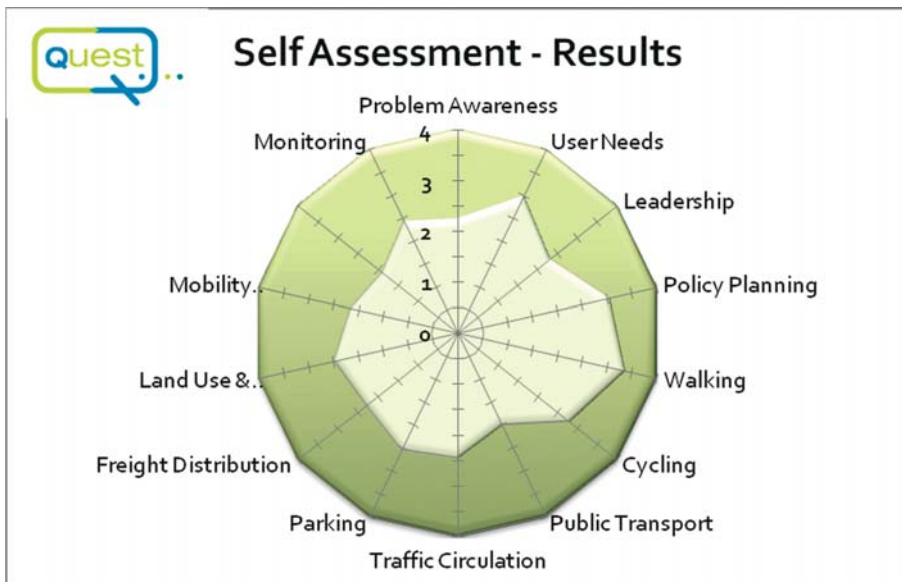 Quest
Self Assessment - Results
Problem Awareness
User Needs
Leadership
Policy Planning
Walking
Cycling
Public Transport
Traffic Circulation
Parking
Freight Distribution
Land Use &..
Mobility..
Monitoring
4
3
2
1
0